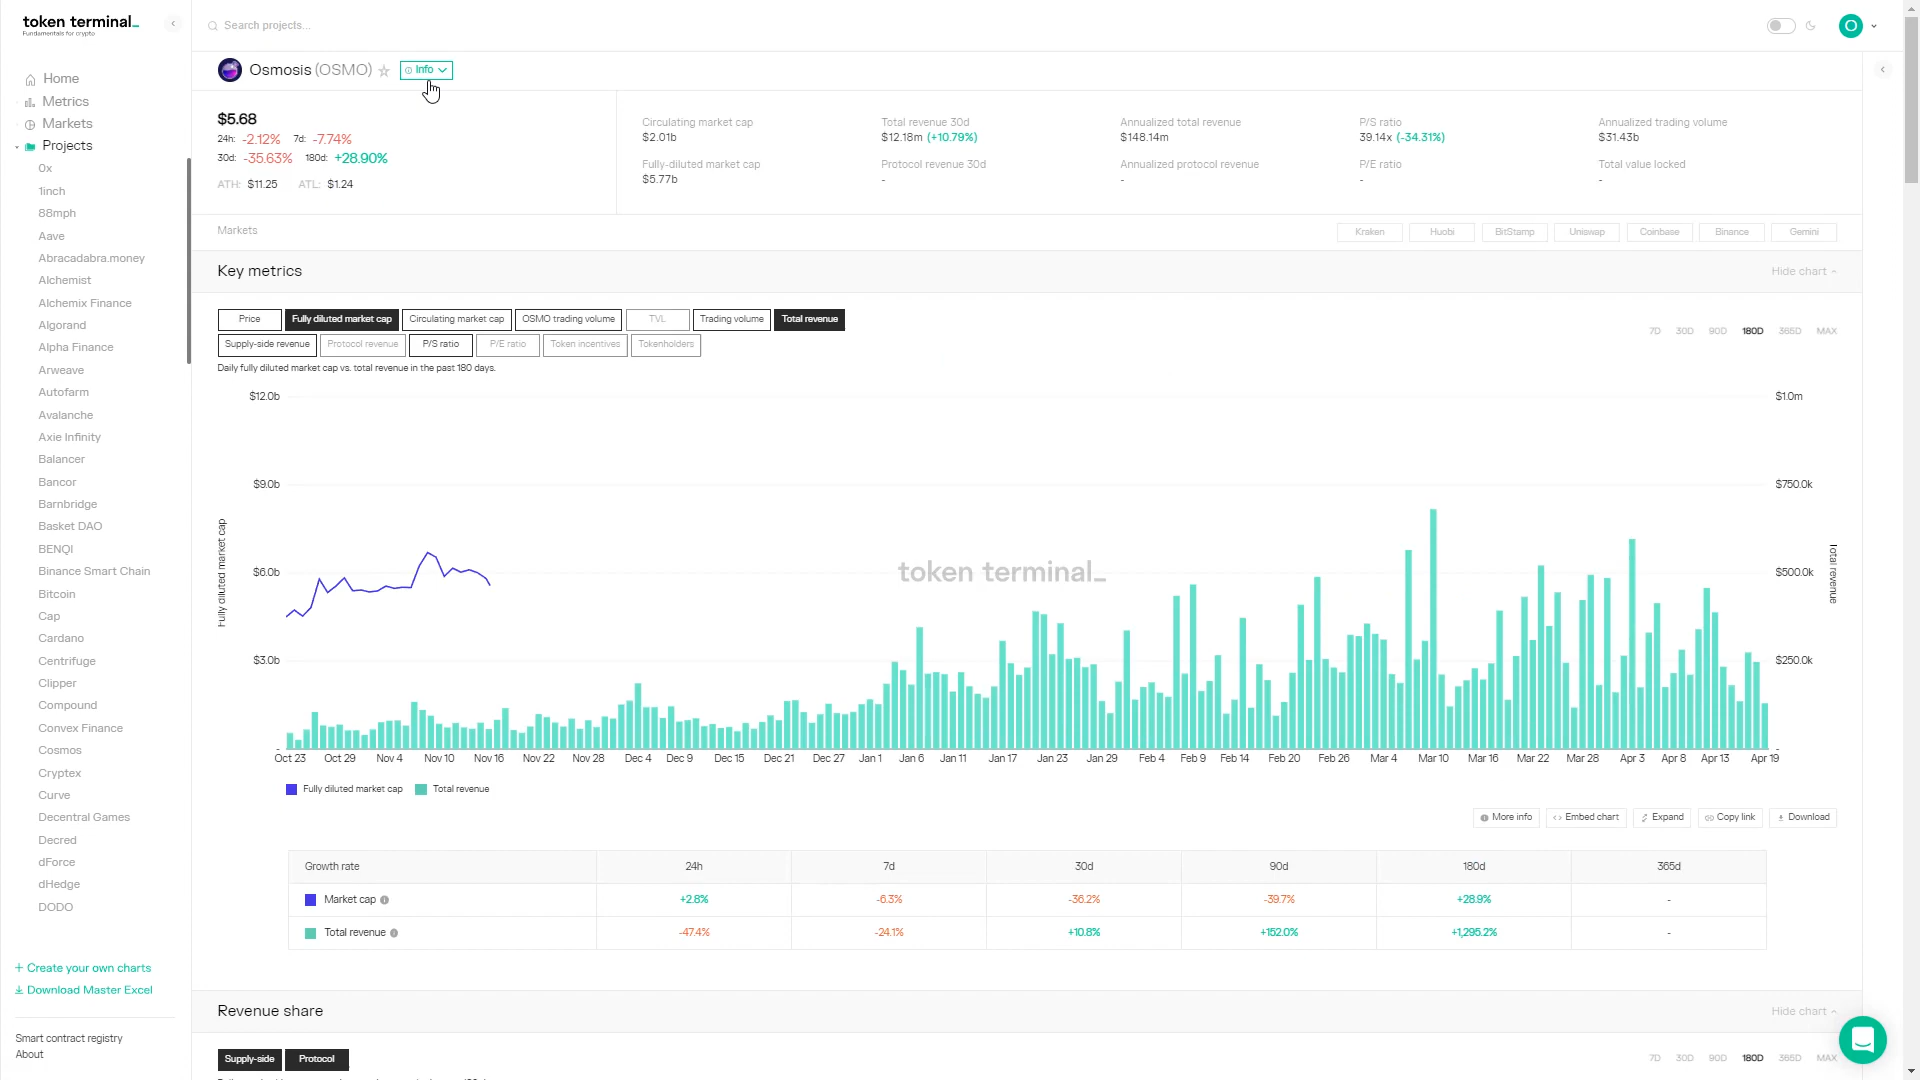 token terminal_
Fundamentals for crypto
Search projects...
O
Home
Metrics
Markets
Projects
0x
1inch
88mph
Aave
Abracadabra.money
Alchemist
Alchemix Finance
Algorand
Alpha Finance
Arweave
Autofarm
Avalanche
Axie Infinity
Balancer
Bancor
Barnbridge
Basket DAO
BENQI
Binance Smart Chain
Bitcoin
Cap
Cardano
Centrifuge
Clipper
Compound
Convex Finance
Cosmos
Cryptex
Curve
Decentral Games
Decred
dForce
dHedge
DODO
+ Create your own charts
Download Master Excel
Smart contract registry
About
Osmosis (OSMO) Info
$5.68
24h: -2.12% 7d: -7.74%
30d: -35.63% 180d: +28.90%
ATH: $11.25 ATL: $1.24
Circulating market cap
$2.01b
Fully-diluted market cap
$5.77b
Total revenue 30d
$12.18m (+10.79%)
Protocol revenue 30d
-
Annualized total revenue
$148.14m
Annualized protocol revenue
-
P/S ratio
39.14x (-34.31%)
P/E ratio
-
Annualized trading volume
$31.43b
Total value locked
-
Markets
Kraken Huobi BitStamp Uniswap Coinbase Binance Gemini
Key metrics Hide chart
Price Fully diluted market cap Circulating market cap OSMO trading volume TVL Trading volume Total revenue
Supply-side revenue Protocol revenue P/S ratio P/E ratio Token incentives Tokenholders
7D 30D 90D 180D 365D MAX
Daily fully diluted market cap vs. total revenue in the past 180 days.
$12.0b
$9.0b
$6.0b
$3.0b
-
Fully diluted market cap
token terminal_
$1.0m
$750.0k
$500.0k
$250.0k
-
Total revenue
Oct 23 Oct 29 Nov 4 Nov 10 Nov 16 Nov 22 Nov 28 Dec 4 Dec 9 Dec 15 Dec 21 Dec 27 Jan 1 Jan 6 Jan 11 Jan 17 Jan 23 Jan 29 Feb 4 Feb 9 Feb 14 Feb 20 Feb 26 Mar 4 Mar 10 Mar 16 Mar 22 Mar 28 Apr 3 Apr 8 Apr 13 Apr 19
Fully diluted market cap Total revenue
More info Embed chart Expand Copy link Download
Growth rate 24h 7d 30d 90d 180d 365d
Market cap +2.8% -6.3% -36.2% -39.7% +28.9% -
Total revenue -47.4% -24.1% +10.8% +152.0% +1,295.2% -
Revenue share Hide chart
Supply-side Protocol
7D 30D 90D 180D 365D MAX